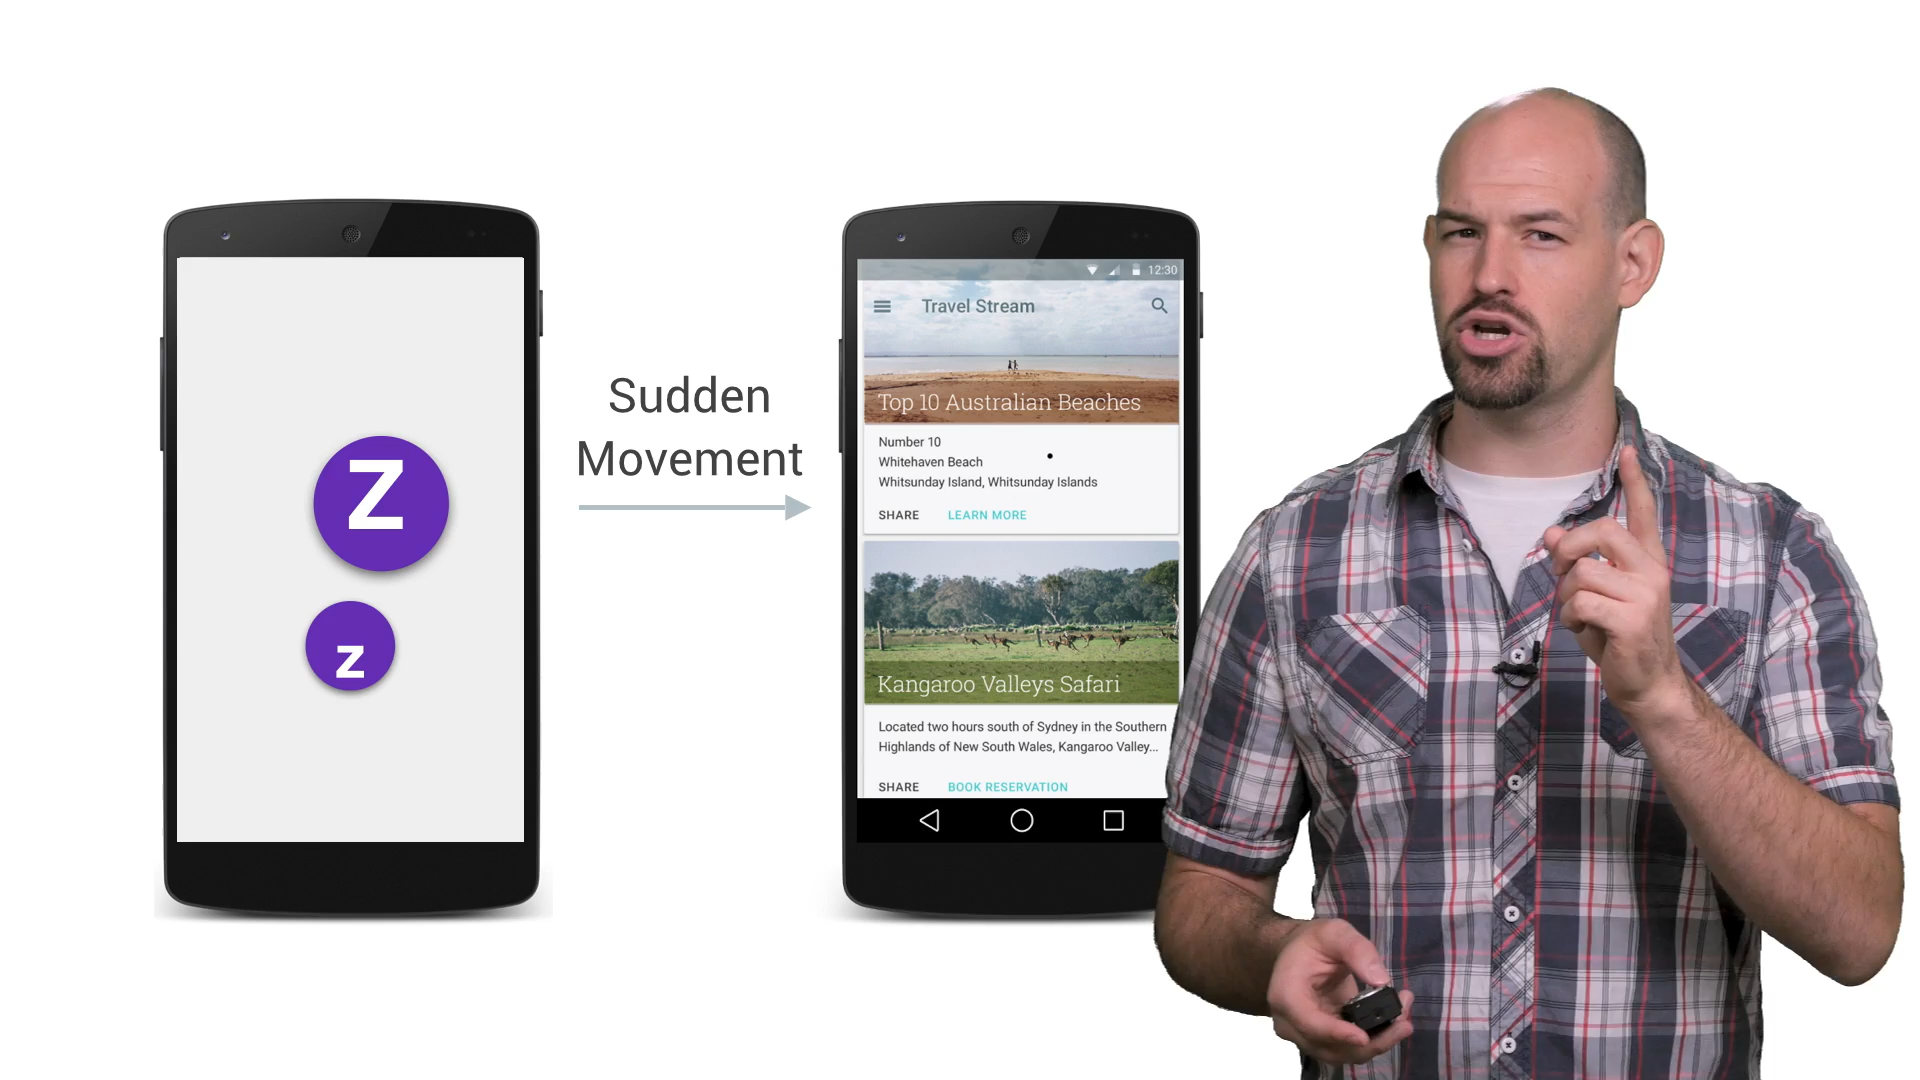 Z
z
Sudden
Movement
12:30
Travel Stream
Top 10 Australian Beaches
Number 10
Whitehaven Beach
Whitsunday Island, Whitsunday Islands
SHARE LEARN MORE
Kangaroo Valleys Safari
Located two hours south of Sydney in the Southern
Highlands of New South Wales, Kangaroo Valley...
SHARE BOOK RESERVATION